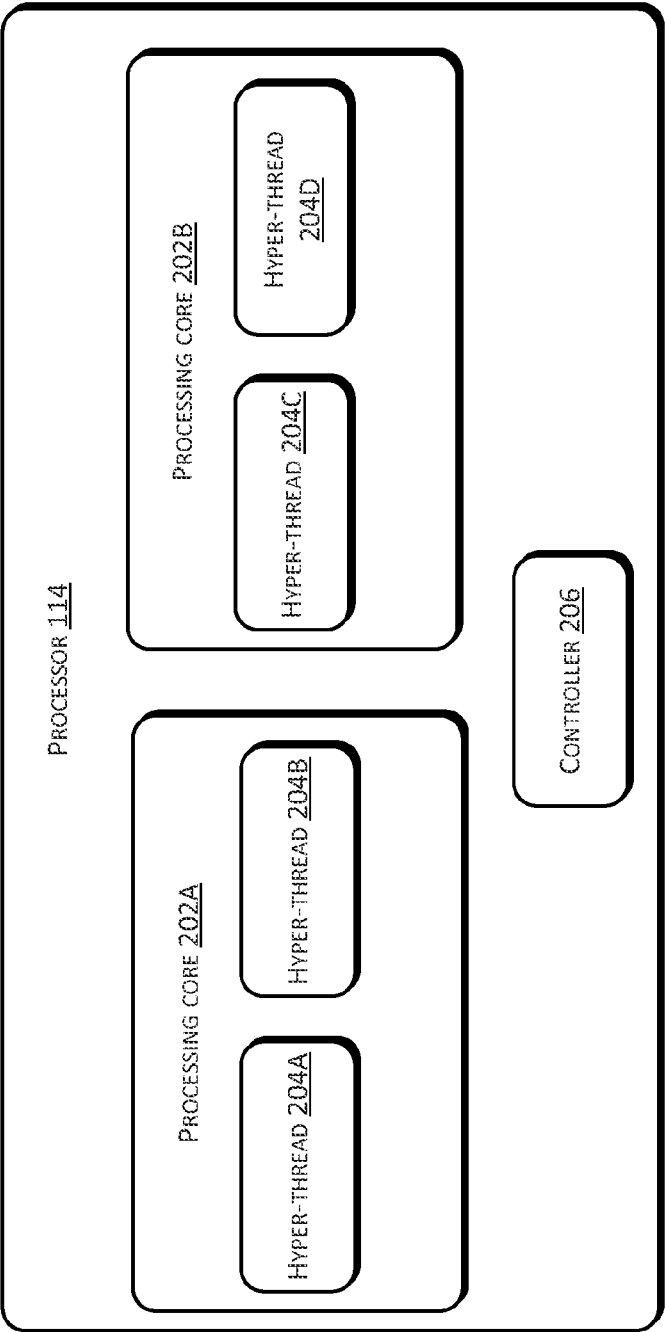 PROCESSOR 114
PROCESSING CORE 202A
HYPER-THREAD 204A
HYPER-THREAD 204B
PROCESSING CORE 202B
HYPER-THREAD 204C
HYPER-THREAD
204D
CONTROLLER 206